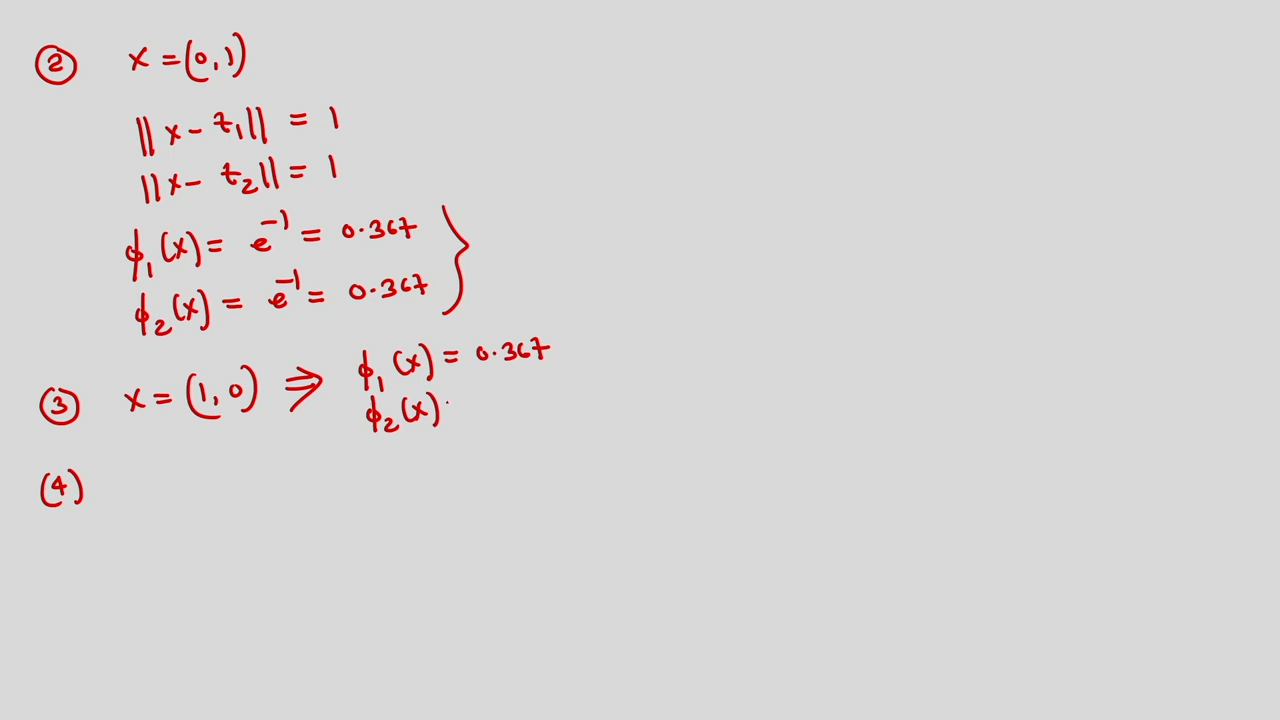 ② x = (0, 1)
||x - t₁|| = 1
||x - t₂|| = 1
ϕ₁(x) = e⁻¹ = 0.367
ϕ₂(x) = e⁻¹ = 0.367 }
③ x = (1, 0) ⇒ ϕ₁(x) = 0.367
ϕ₂(x)
(4)